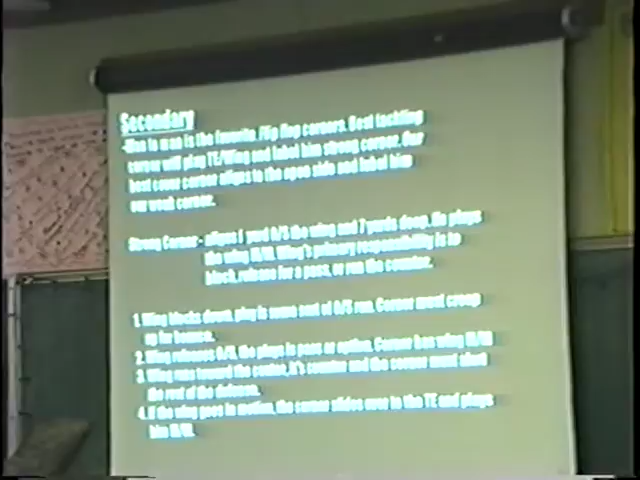 Secondary
-Man to man is the favorite. Flip flop corners. Best tackling
corner will play TE/Wing and label him strong corner. Our
best cover corner aligns to the open side and label him
our weak corner.
Strong Corner- aligns 1 yard O/S the wing and 7 yards deep. He plays
the wing M/M. Wing's primary responsibility is to
block, release for a pass, or run the counter.
1. Wing blocks down, play is some sort of O/S run. Corner must creep
up for bounce.
2. Wing releases O/S, the play is pass or option. Corner has wing M/M
3. Wing runs toward the center, it's counter and the corner must alert
the rest of the defense.
4. If the wing goes in motion, the corner slides over to the TE and plays
him M/M.